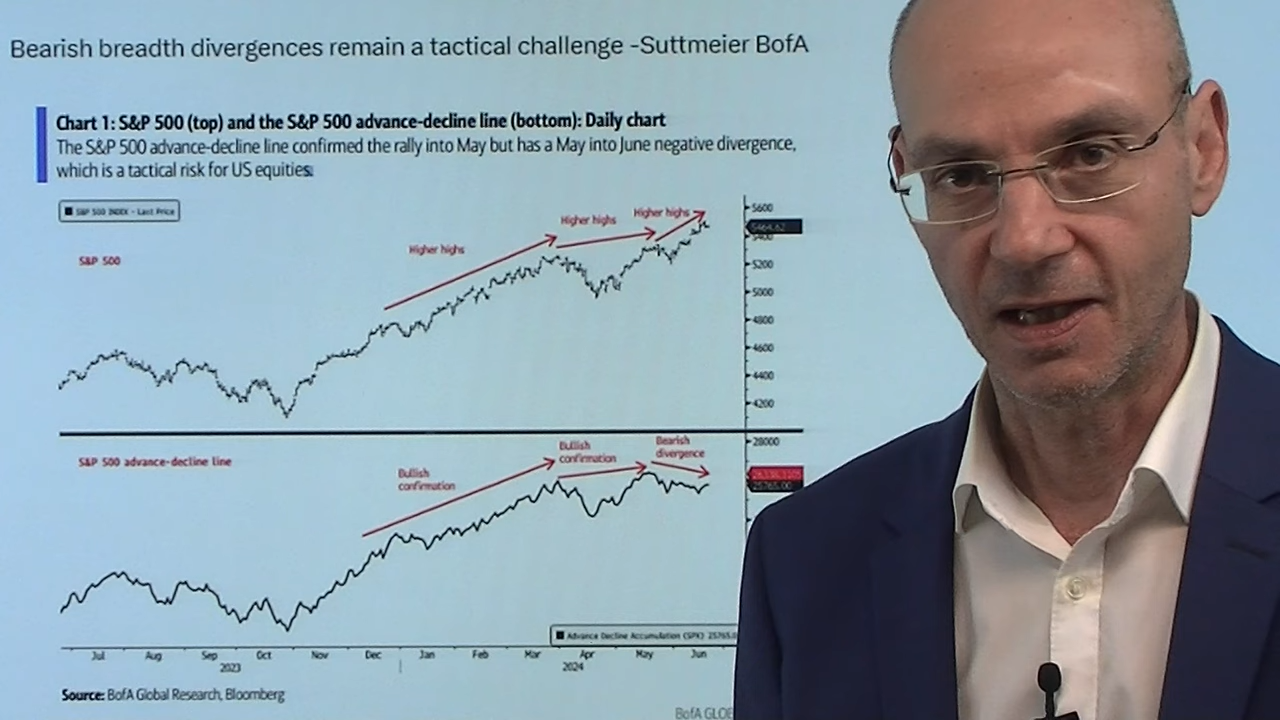 Bearish breadth divergences remain a tactical challenge -Suttmeier BofA
Chart 1: S&P 500 (top) and the S&P 500 advance-decline line (bottom): Daily chart
The S&P 500 advance-decline line confirmed the rally into May but has a May into June negative divergence,
which is a tactical risk for US equities.
S&P 500 INDEX - Last Price
S&P 500
Higher highs
Higher highs
Higher highs
5600
5464.62
5400
5200
5000
4800
4600
4400
4200
S&P 500 advance-decline line
Bullish
confirmation
Bullish
confirmation
Bearish
divergence
28000
25765.00
Advance Decline Accumulation (SPX) 25765.0
Jul Aug Sep Oct Nov Dec Jan Feb Mar Apr May Jun
2023 2024
Source: BofA Global Research, Bloomberg
BofA GLOB